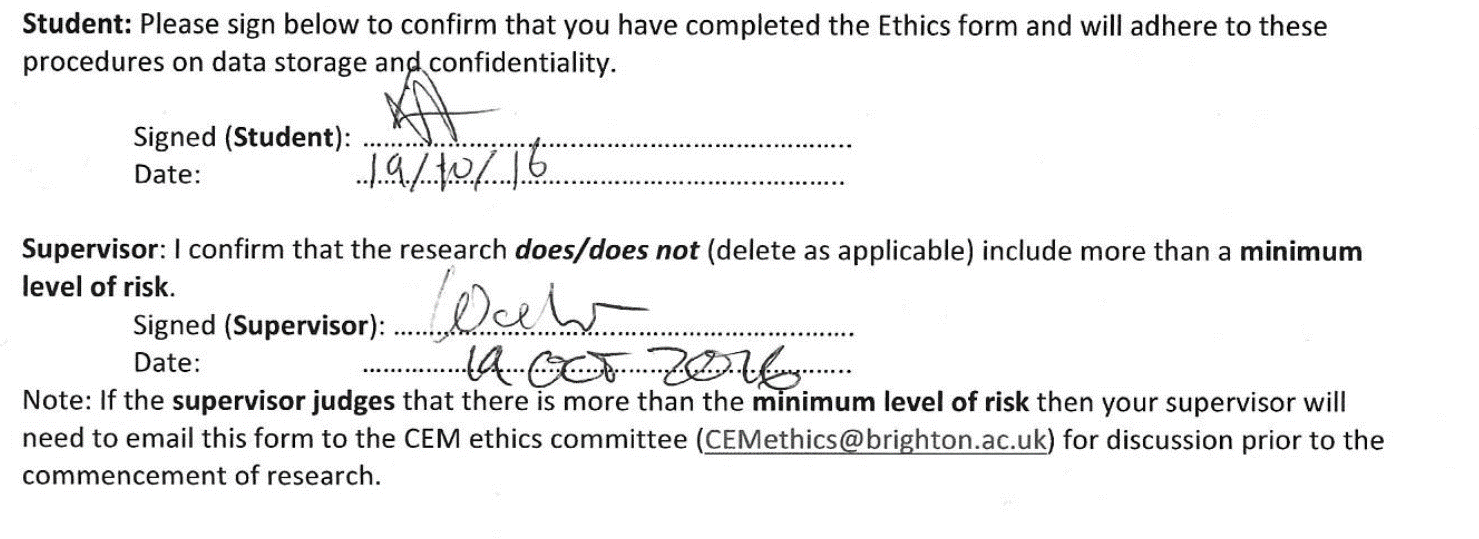 Student: Please sign below to confirm that you have completed the Ethics form and will adhere to these
procedures on data storage and confidentiality.
Signed (Student): ..........
Date: 19/10/16
Supervisor: I confirm that the research does/does not (delete as applicable) include more than a minimum
level of risk.
Signed (Supervisor): ..........
Date: 19 OCT 2016
Note: If the supervisor judges that there is more than the minimum level of risk then your supervisor will
need to email this form to the CEM ethics committee (CEMethics@brighton.ac.uk) for discussion prior to the
commencement of research.